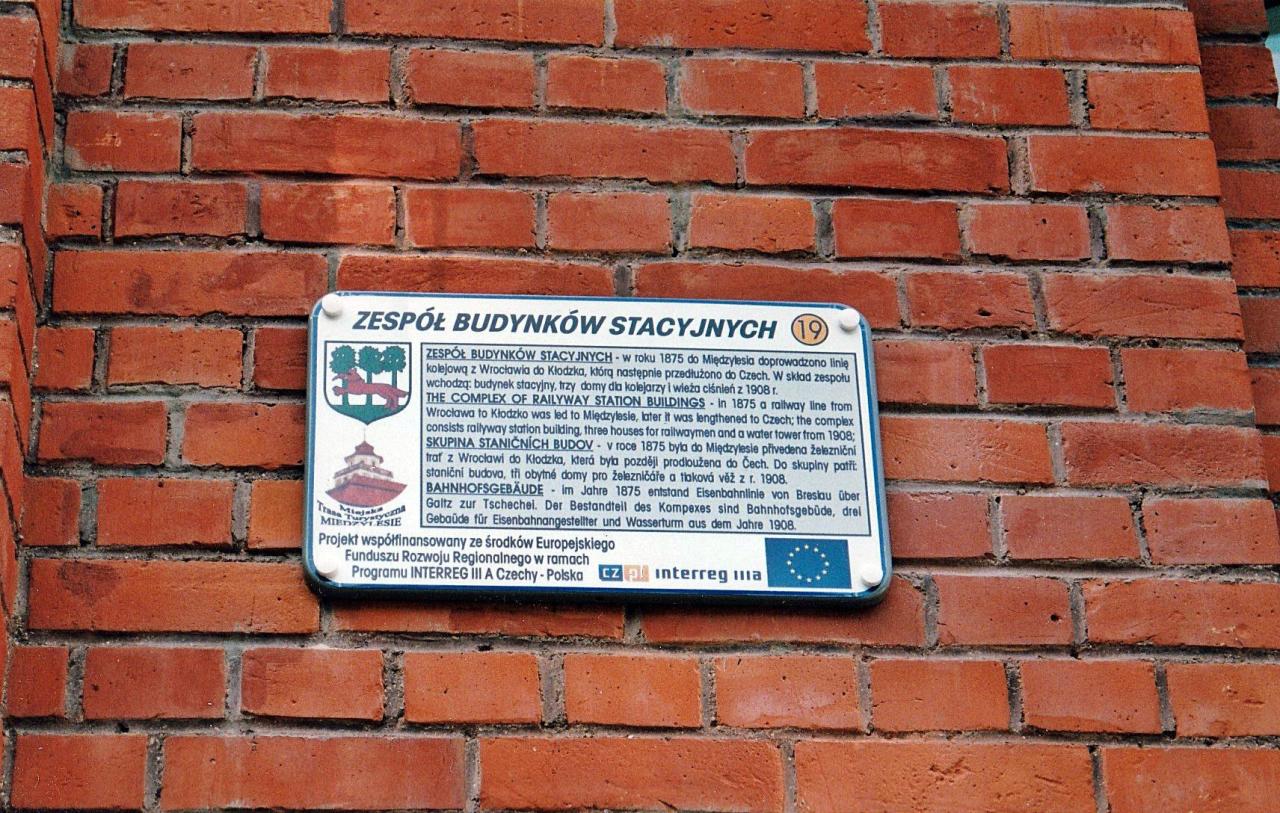 ZESPÓŁ BUDYNKÓW STACYJNYCH 19
ZESPÓŁ BUDYNKÓW STACYJNYCH - w roku 1875 do Międzylesia doprowadzono linię
kolejową z Wrocławia do Kłodzka, którą następnie przedłużono do Czech. W skład zespołu
wchodzą: budynek stacyjny, trzy domy dla kolejarzy i wieża ciśnień z 1908 r.
THE COMPLEX OF RAILYWAY STATION BUILDINGS - In 1875 a railway line from
Wrocława to Kłodzko was led to Międzylesie, later it was lengthened to Czech; the complex
consists railyway station building, three houses for railwaymen and a water tower from 1908;
SKUPINA STANIČNÍCH BUDOV - v roce 1875 byla do Międzylesie přivedena železniční
trať z Wrocławi do Kłodzka, která byla později prodloužena do Čech. Do skupiny patří:
staniční budova, tři obytné domy pro železničáře a tlaková věž z r. 1908.
BAHNHOFSGEBÄUDE - im Jahre 1875 entstand Eisenbahnlinie von Breslau über
Galtz zur Tschechei. Der Bestandteil des Kompexes sind Bahnhofsgebüde, drei
Gebäude für Eisenbahnangestellter und Wasserturm aus dem Jahre 1908.
Miejska
Trasa Turystyczna
MIĘDZYLESIE
Projekt współfinansowany ze środków Europejskiego
Funduszu Rozwoju Regionalnego w ramach
Programu INTERREG III A Czechy - Polska
cz pl interreg IIIa